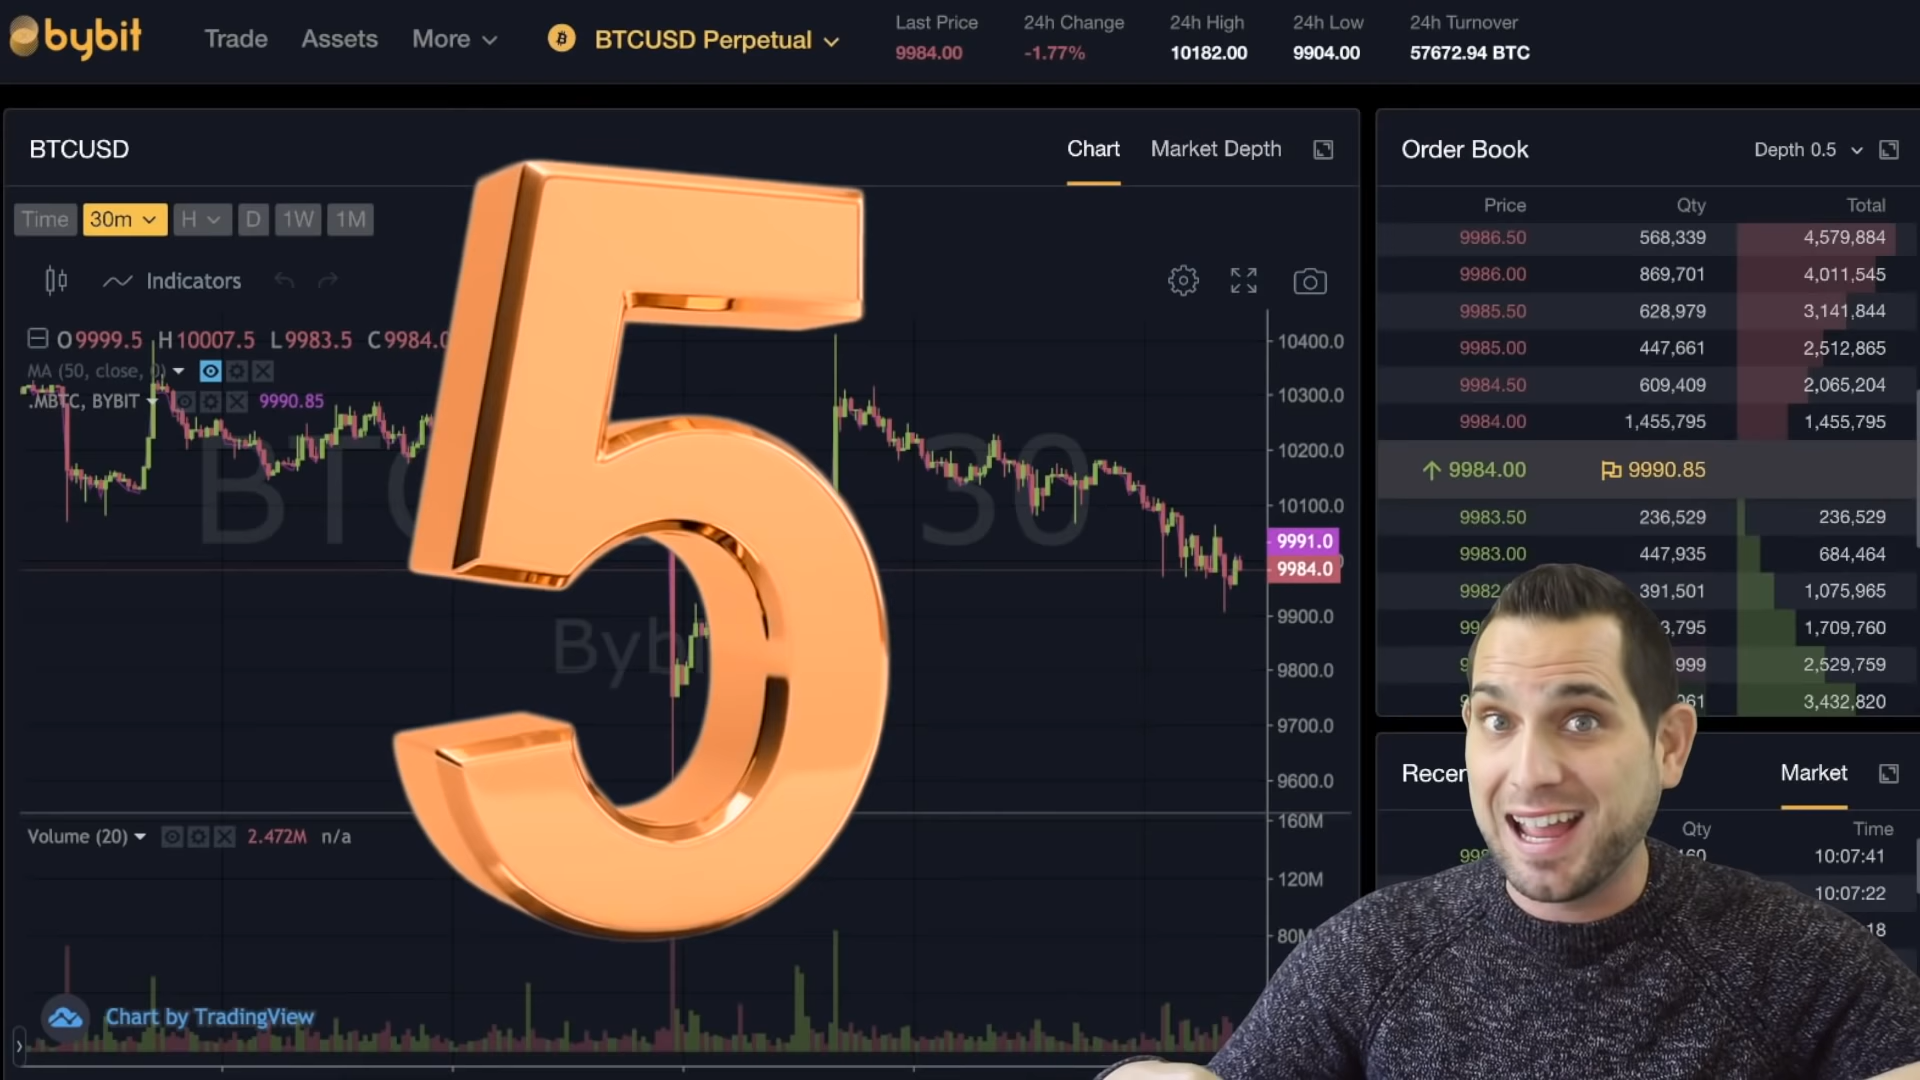 bybit Trade Assets More BTCUSD Perpetual
Last Price 24h Change 24h High 24h Low 24h Turnover
9984.00 -1.77% 10182.00 9904.00 57672.94 BTC
BTCUSD Chart Market Depth
Time 30m H D 1W 1M
Indicators
O9999.5 H10007.5 L9983.5 C9984.0
MA (50, close, 0)
.MBTC, BYBIT 9990.85
5
30
10400.0
10300.0
10200.0
10100.0
9991.0
9984.0
9900.0
9800.0
9700.0
9600.0
Volume (20) 2.472M n/a
160M
120M
80M
Chart by TradingView
Order Book Depth 0.5
Price Qty Total
9986.50 568,339 4,579,884
9986.00 869,701 4,011,545
9985.50 628,979 3,141,844
9985.00 447,661 2,512,865
9984.50 609,409 2,065,204
9984.00 1,455,795 1,455,795
9984.00 9990.85
9983.50 236,529 236,529
9983.00 447,935 684,464
391,501 1,075,965
1,709,760
2,529,759
3,432,820
Market
Qty Time
10:07:41
10:07:22